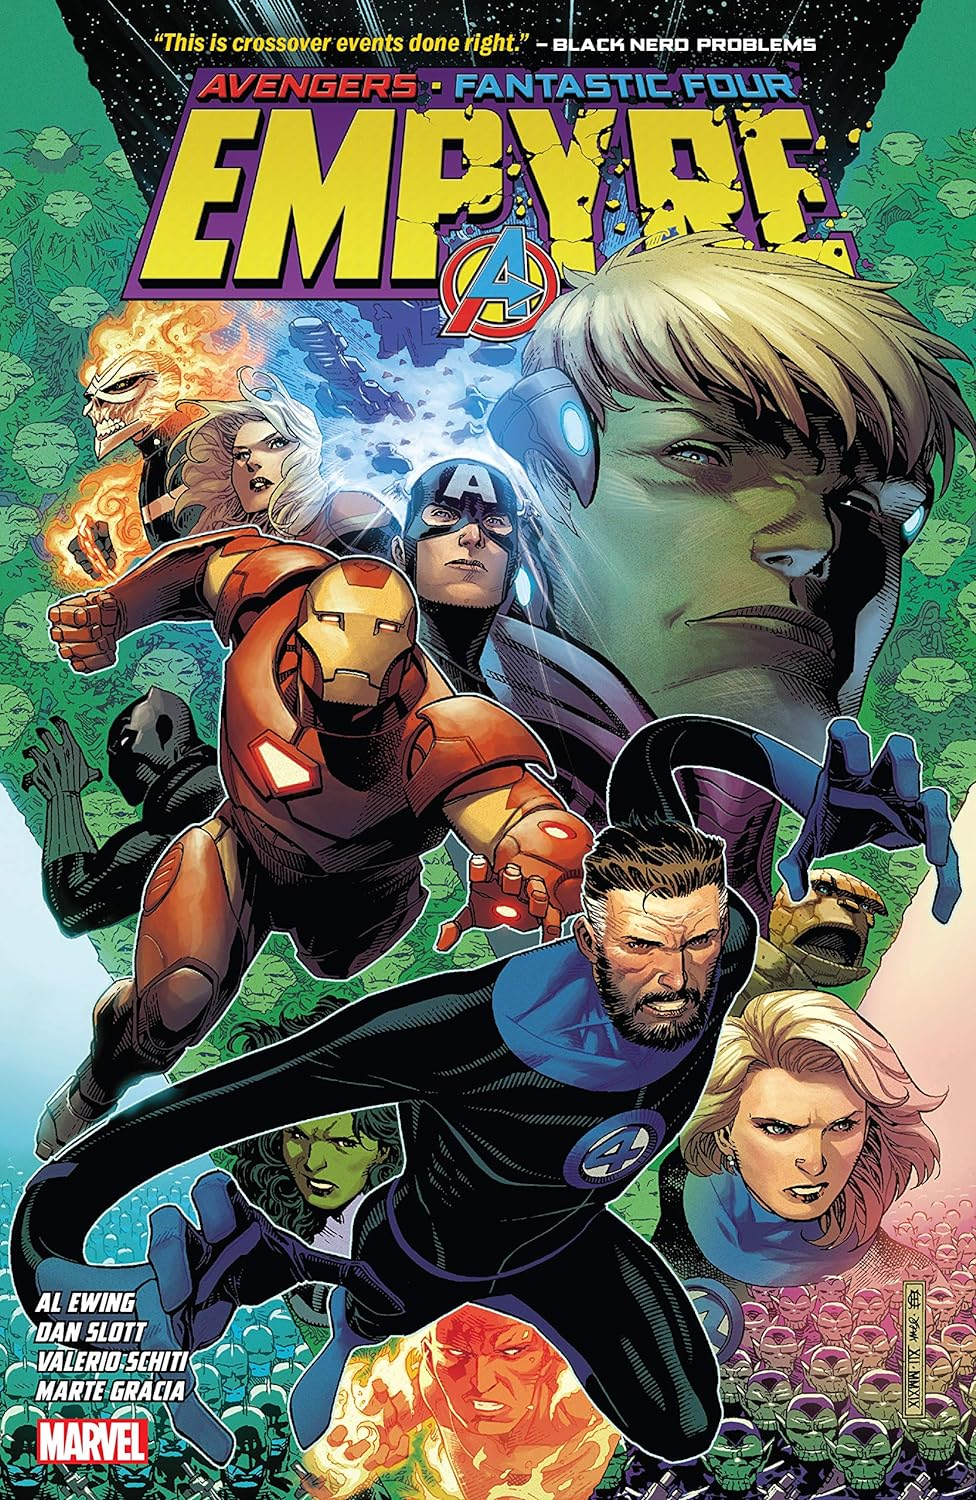 “This is crossover events done right.” – BLACK NERD PROBLEMS
AVENGERS · FANTASTIC FOUR
EMPYRE
A
A
4
AL EWING
DAN SLOTT
VALERIO SCHITI
MARTE GRACIA
MARVEL